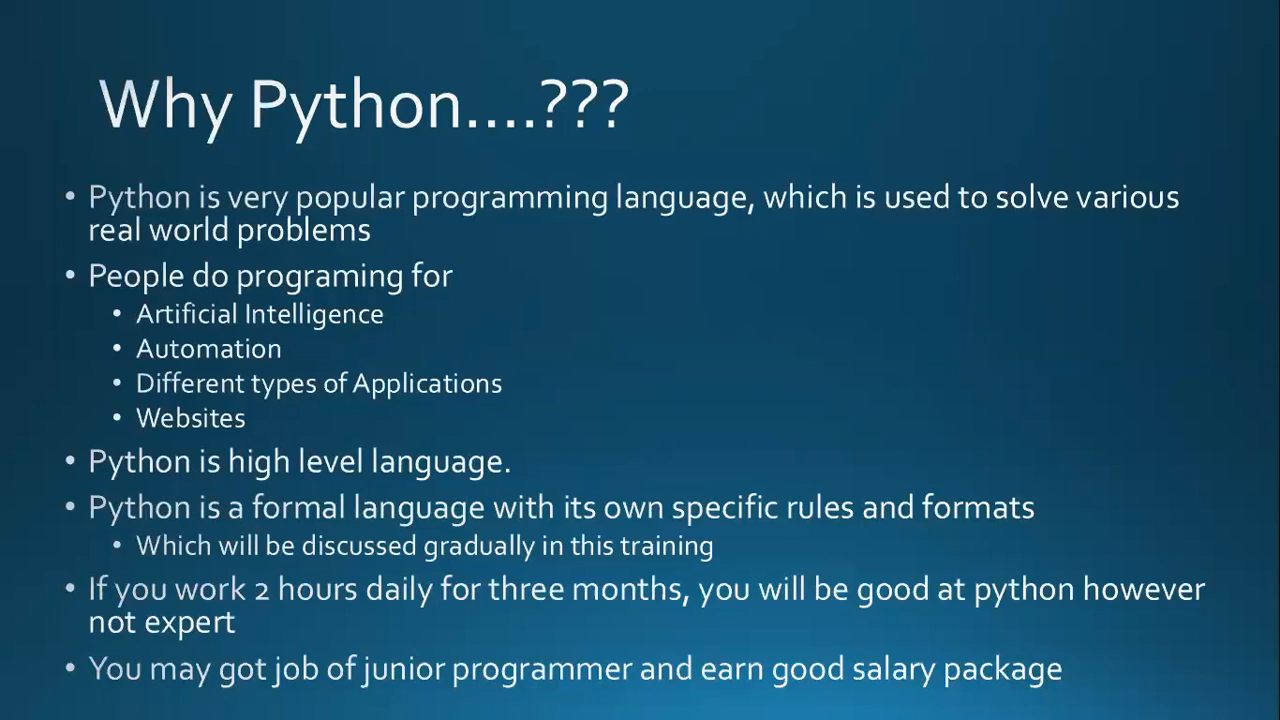 Why Python....???
• Python is very popular programming language, which is used to solve various
real world problems
• People do programing for
• Artificial Intelligence
• Automation
• Different types of Applications
• Websites
• Python is high level language.
• Python is a formal language with its own specific rules and formats
• Which will be discussed gradually in this training
• If you work 2 hours daily for three months, you will be good at python however
not expert
• You may got job of junior programmer and earn good salary package